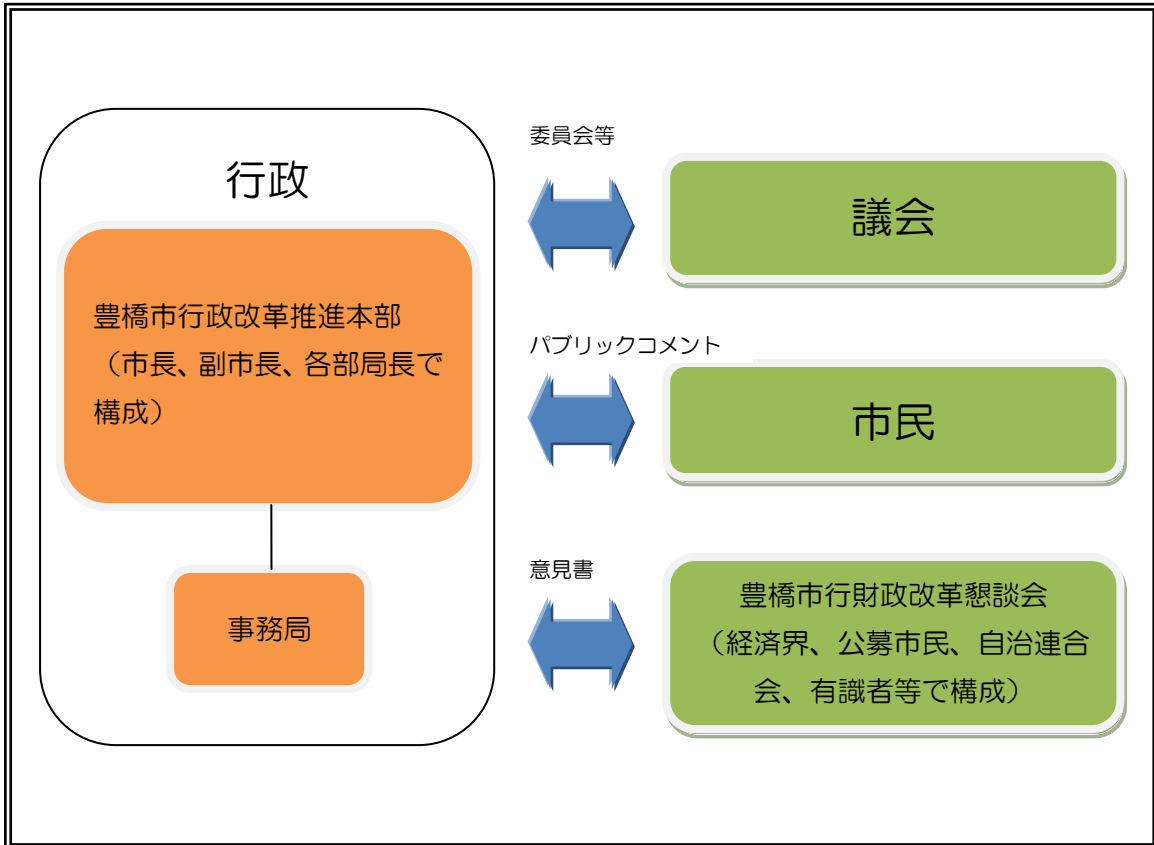 行政
豊橋市行政改革推進本部
（市長、副市長、各部局長で
構成）
事務局
委員会等
議会
パブリックコメント
市民
意見書
豊橋市行財政改革懇談会
（経済界、公募市民、自治連合
会、有識者等で構成）